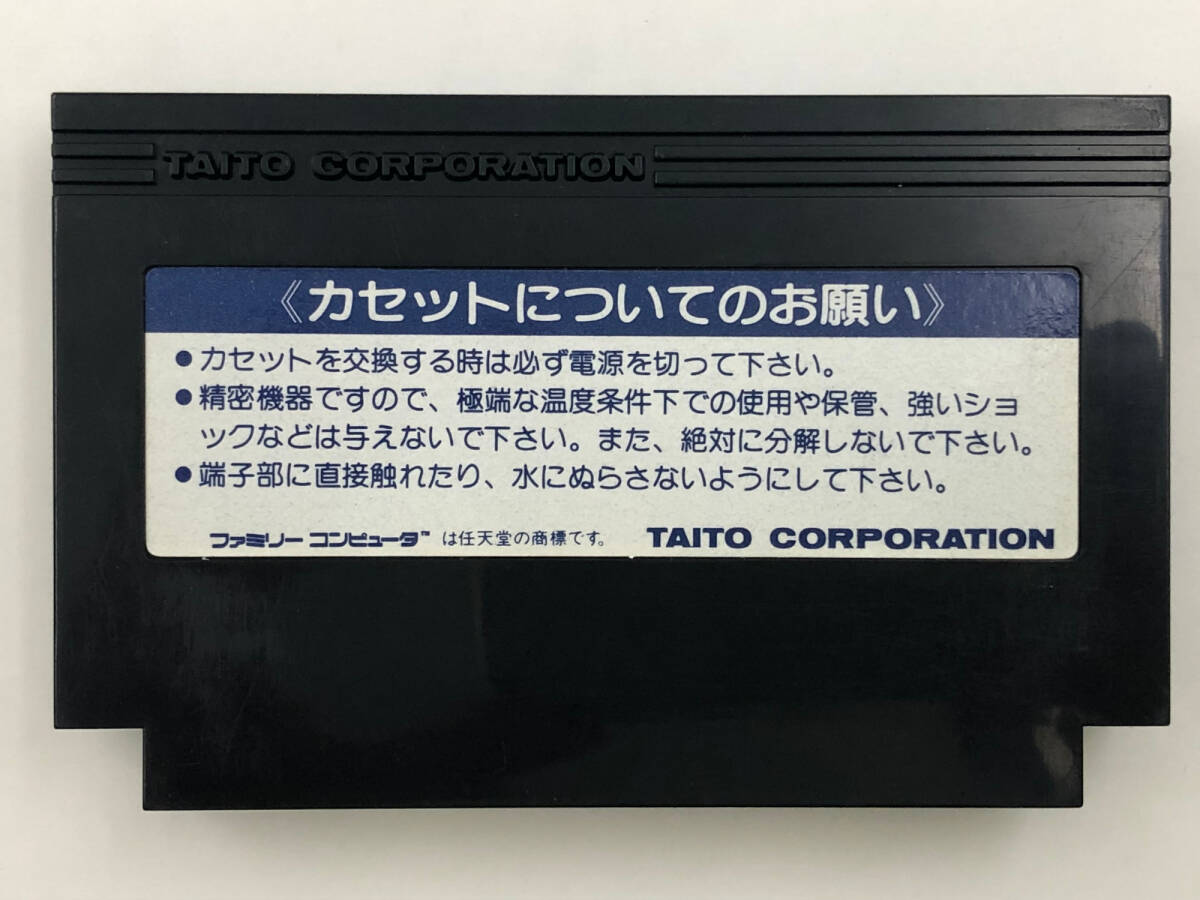 TAITO CORPORATION
《カセットについてのお願い》
●カセットを交換する時は必ず電源を切って下さい。
●精密機器ですので、極端な温度条件下での使用や保管、強いショ
ックなどは与えないで下さい。また、絶対に分解しないで下さい。
●端子部に直接触れたり、水にぬらさないようにして下さい。
ファミリーコンピュータ™ は任天堂の商標です。 TAITO CORPORATION